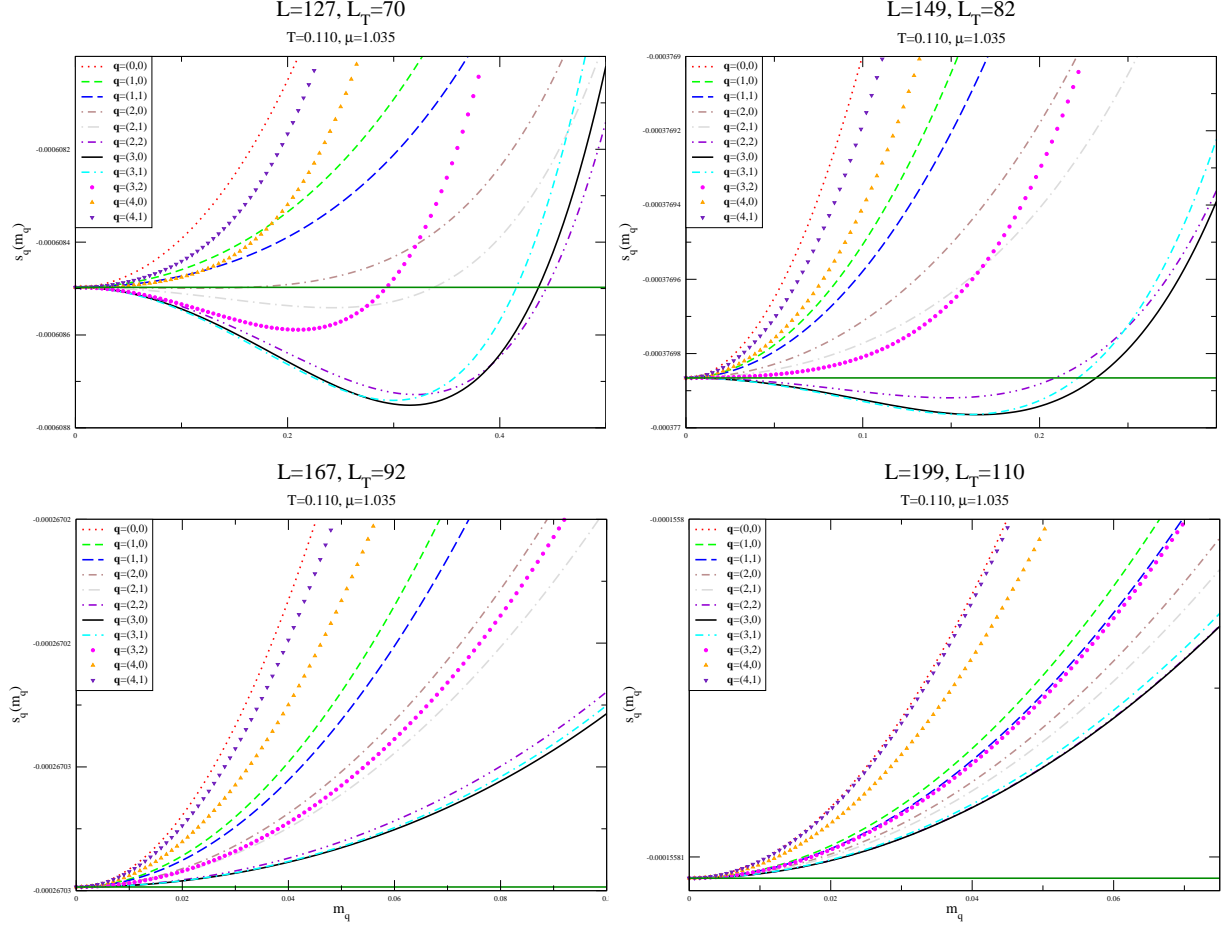 L=127, L_T=70
T=0.110, μ=1.035
-0.0006082
-0.0006084
-0.0006086
-0.0006088
s_q(m_q)
q=(0,0)
q=(1,0)
q=(1,1)
q=(2,0)
q=(2,1)
q=(2,2)
q=(3,0)
q=(3,1)
q=(3,2)
q=(4,0)
q=(4,1)
0
0.2
0.4
L=149, L_T=82
T=0.110, μ=1.035
-0.0003769
-0.00037692
-0.00037694
-0.00037696
-0.00037698
-0.000377
s_q(m_q)
q=(0,0)
q=(1,0)
q=(1,1)
q=(2,0)
q=(2,1)
q=(2,2)
q=(3,0)
q=(3,1)
q=(3,2)
q=(4,0)
q=(4,1)
0
0.1
0.2
L=167, L_T=92
T=0.110, μ=1.035
-0.00026702
-0.00026702
-0.00026703
-0.00026703
s_q(m_q)
q=(0,0)
q=(1,0)
q=(1,1)
q=(2,0)
q=(2,1)
q=(2,2)
q=(3,0)
q=(3,1)
q=(3,2)
q=(4,0)
q=(4,1)
0
0.02
0.04
0.06
0.08
m_q
L=199, L_T=110
T=0.110, μ=1.035
-0.0001558
-0.00015581
s_q(m_q)
q=(0,0)
q=(1,0)
q=(1,1)
q=(2,0)
q=(2,1)
q=(2,2)
q=(3,0)
q=(3,1)
q=(3,2)
q=(4,0)
q=(4,1)
0
0.02
0.04
0.06
m_q